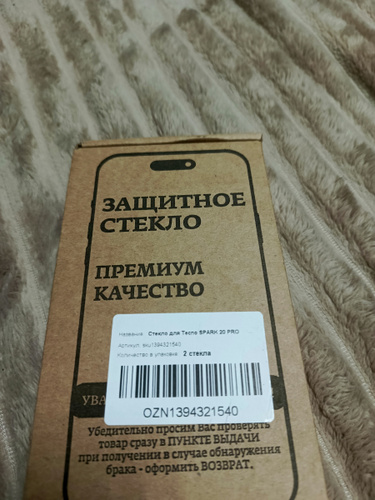 ЗАЩИТНОЕ
СТЕКЛО
ПРЕМИУМ
КАЧЕСТВО
Название: Стекло для Tecno SPARK 20 PRO
Артикул: sku1394321540
Количество в упаковке: 2 стекла
OZN1394321540
Убедительно просим Вас проверять
товар сразу в ПУНКТЕ ВЫДАЧИ
при получении и в случае обнаружения
брака - оформить ВОЗВРАТ.